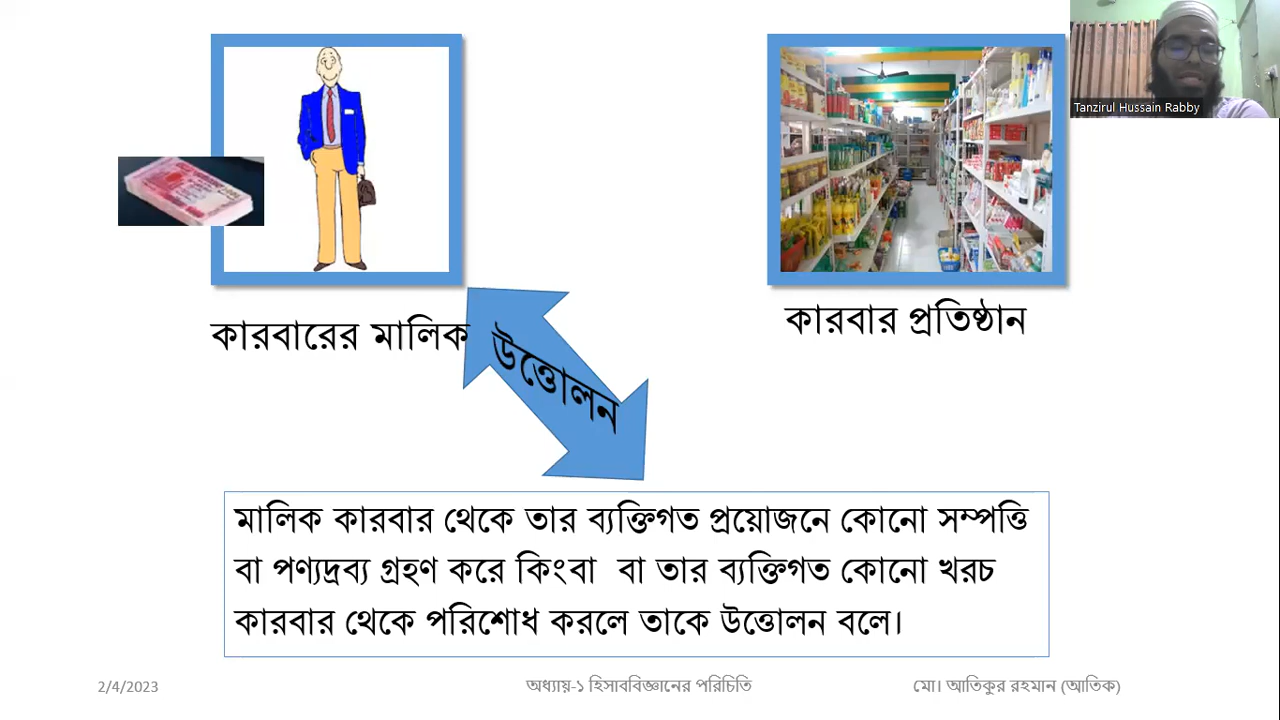 Tanzirul Hussain Rabby
কারবারের মালিক
উত্তোলন
কারবার প্রতিষ্ঠান
মালিক কারবার থেকে তার ব্যক্তিগত প্রয়োজনে কোনো সম্পত্তি
বা পণ্যদ্রব্য গ্রহণ করে কিংবা বা তার ব্যক্তিগত কোনো খরচ
কারবার থেকে পরিশোধ করলে তাকে উত্তোলন বলে।
2/4/2023
অধ্যায়-১ হিসাববিজ্ঞানের পরিচিতি
মো। আতিকুর রহমান (আতিক)